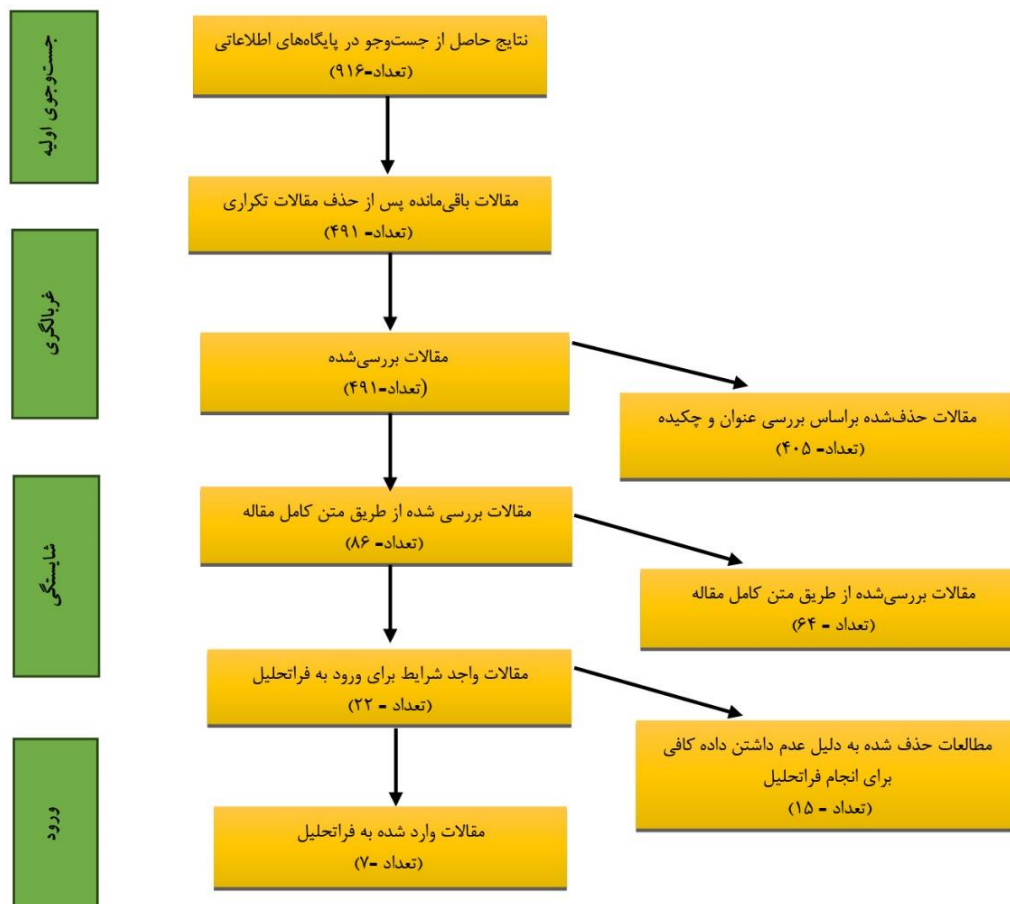 جست‌وجوی اولیه
نتایج حاصل از جست‌وجو در پایگاه‌های اطلاعاتی
(تعداد-۹۱۶)
مقالات باقی‌مانده پس از حذف مقالات تکراری
(تعداد- ۴۹۱)
غربالگری
مقالات بررسی‌شده
(تعداد-۴۹۱)
مقالات حذف‌شده براساس بررسی عنوان و چکیده
(تعداد- ۴۰۵)
شایستگی
مقالات بررسی شده از طریق متن کامل مقاله
(تعداد- ۸۶)
مقالات بررسی‌شده از طریق متن کامل مقاله
(تعداد - ۶۴)
مقالات واجد شرایط برای ورود به فراتحلیل
(تعداد - ۲۲)
مطالعات حذف شده به دلیل عدم داشتن داده کافی
برای انجام فراتحلیل
(تعداد - ۱۵)
ورود
مقالات وارد شده به فراتحلیل
(تعداد -۷)